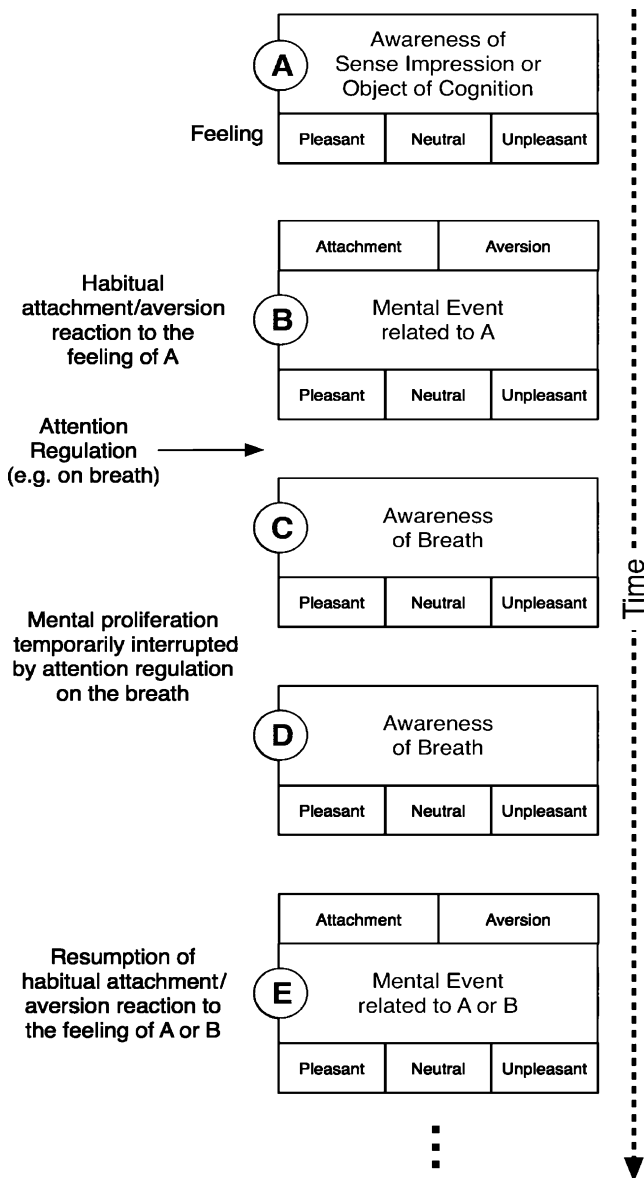 Awareness of
Sense Impression or
Object of Cognition
A
Feeling
Pleasant Neutral Unpleasant
Attachment Aversion
Habitual
attachment/aversion
reaction to the
feeling of A
B
Mental Event
related to A
Pleasant Neutral Unpleasant
Attention
Regulation
(e.g. on breath)
C
Awareness
of Breath
Pleasant Neutral Unpleasant
Time
Mental proliferation
temporarily interrupted
by attention regulation
on the breath
D
Awareness
of Breath
Pleasant Neutral Unpleasant
Attachment Aversion
Resumption of
habitual attachment/
aversion reaction to
the feeling of A or B
E
Mental Event
related to A or B
Pleasant Neutral Unpleasant